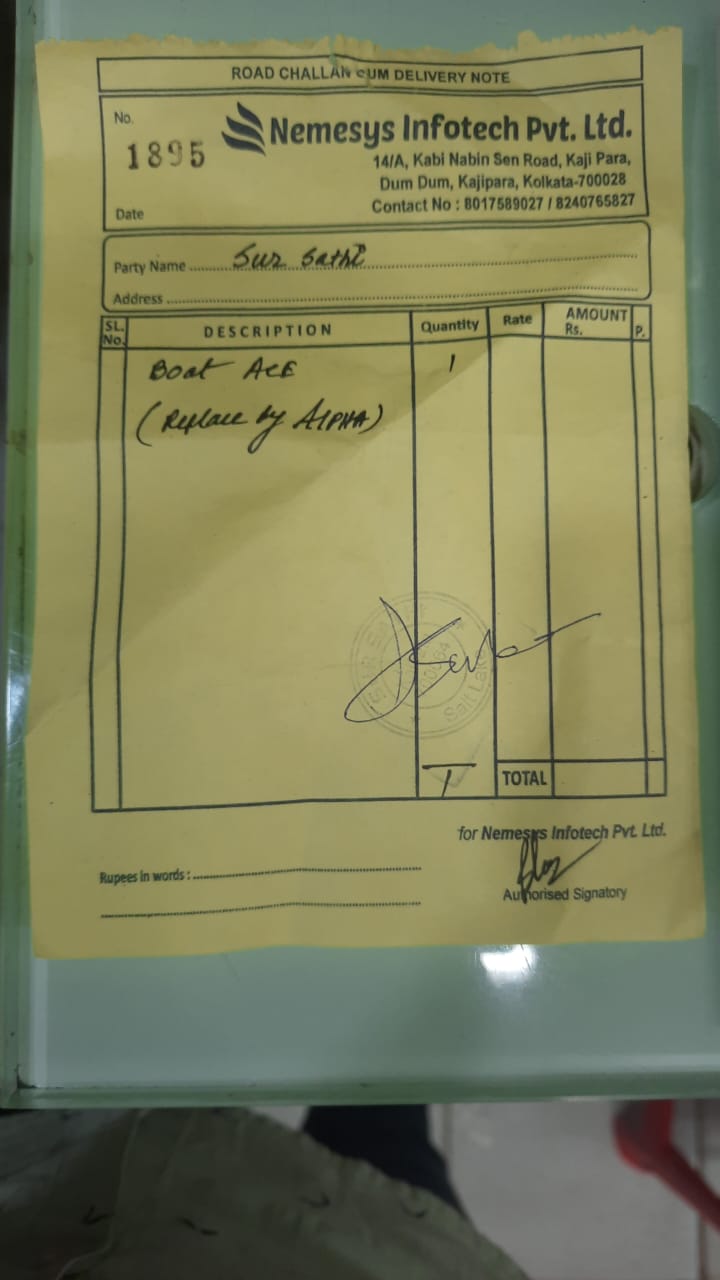 ROAD CHALLAN CUM DELIVERY NOTE
No.
1895
Nemesys Infotech Pvt. Ltd.
14/A, Kabi Nabin Sen Road, Kaji Para,
Dum Dum, Kajipara, Kolkata-700028
Contact No : 8017589027 / 8240765827
Date
Party Name Sur Sathi
Address
SL. No. DESCRIPTION Quantity Rate AMOUNT Rs. P.
Boat ACE 1
(Replace by AlPHA)
Salt Lake
1 TOTAL
for Nemesys Infotech Pvt. Ltd.
Rupees in words :
Authorised Signatory